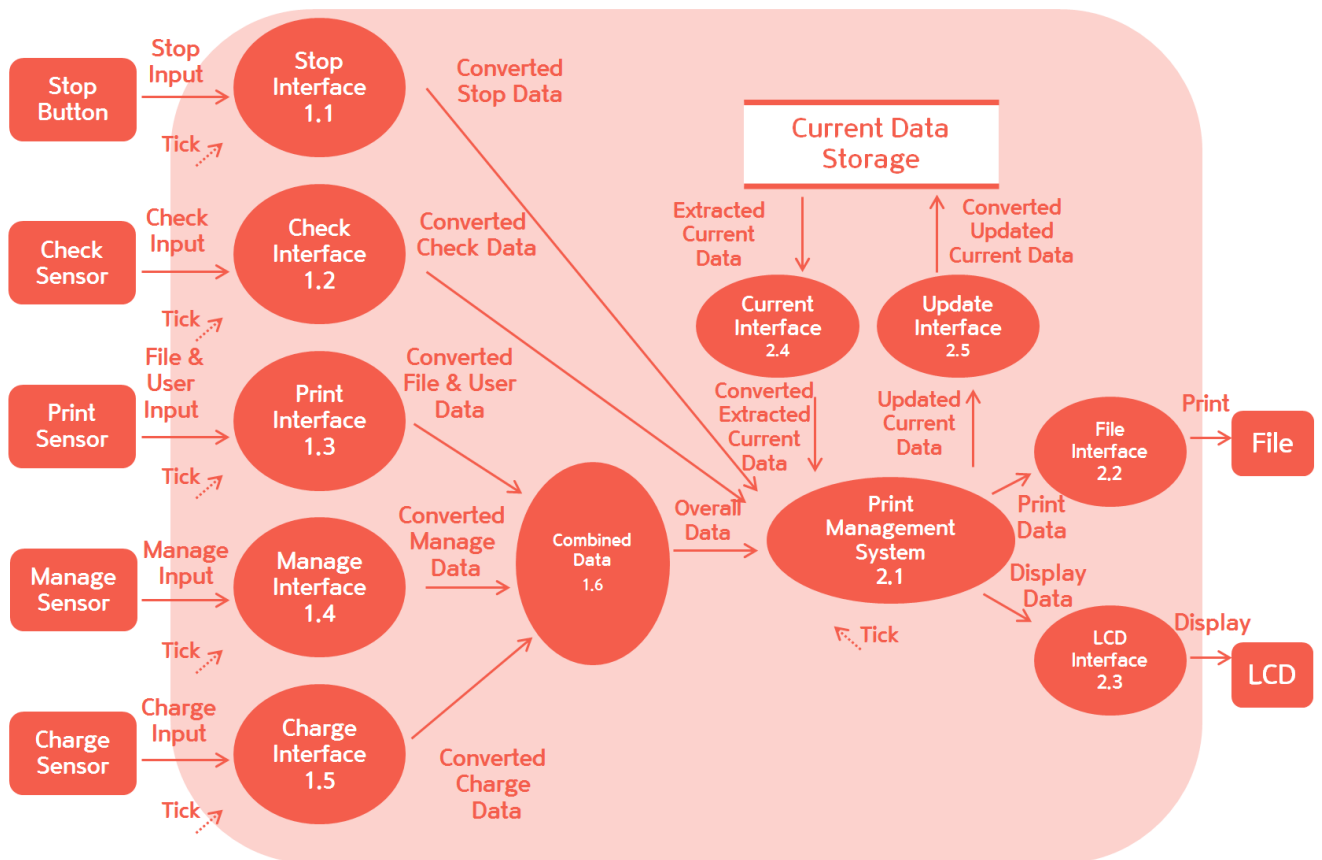 Stop
Button
Stop
Input
Tick
Stop
Interface
1.1
Converted
Stop Data
Check
Sensor
Check
Input
Tick
Check
Interface
1.2
Converted
Check Data
Print
Sensor
File &
User
Input
Tick
Print
Interface
1.3
Converted
File & User
Data
Manage
Sensor
Manage
Input
Tick
Manage
Interface
1.4
Converted
Manage
Data
Charge
Sensor
Charge
Input
Tick
Charge
Interface
1.5
Converted
Charge
Data
Combined
Data
1.6
Overall
Data
Current Data
Storage
Extracted
Current
Data
Converted
Updated
Current Data
Current
Interface
2.4
Update
Interface
2.5
Converted
Extracted
Current
Data
Updated
Current
Data
Print
Management
System
2.1
Tick
Print
Data
File
Interface
2.2
Print
File
Display
Data
LCD
Interface
2.3
Display
LCD